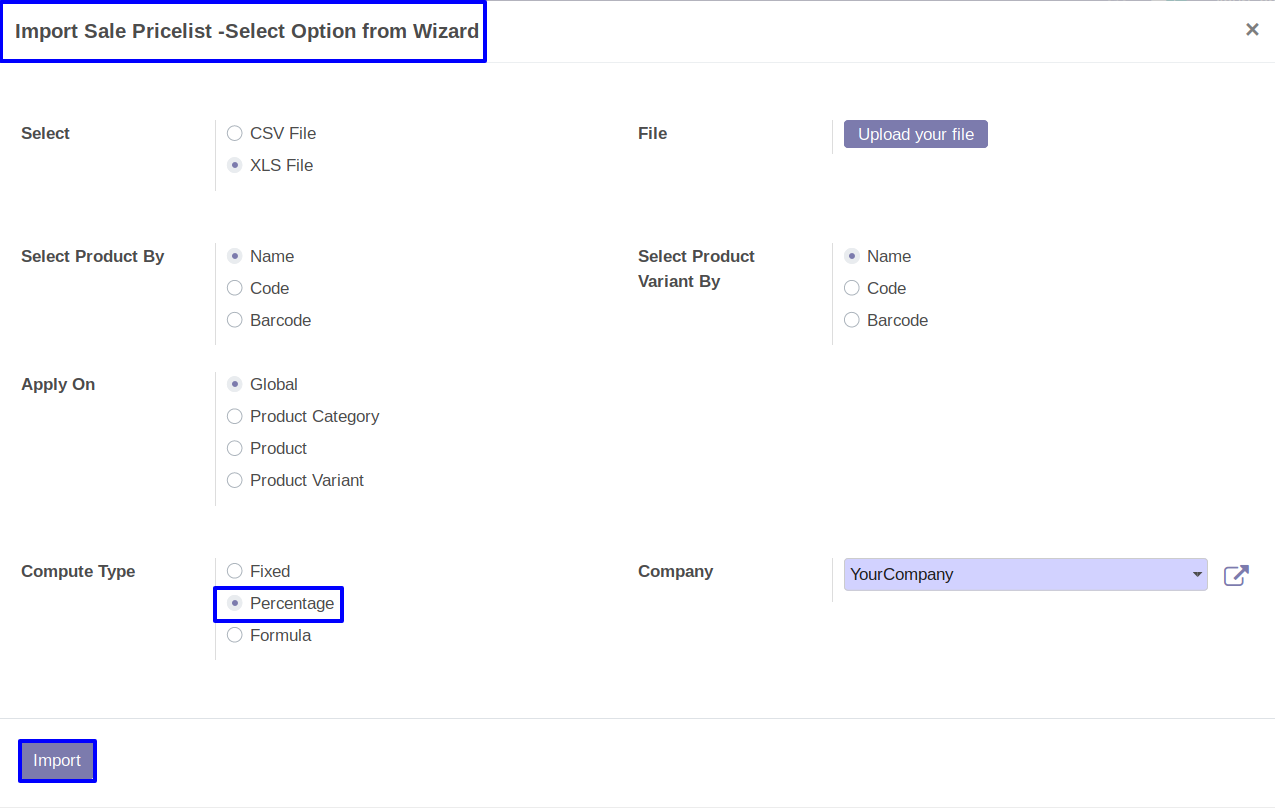 Import Sale Pricelist -Select Option from Wizard
×
Select
CSV File
XLS File
File
Upload your file
Select Product By
Name
Code
Barcode
Select Product
Variant By
Name
Code
Barcode
Apply On
Global
Product Category
Product
Product Variant
Compute Type
Fixed
Percentage
Formula
Company
YourCompany
Import